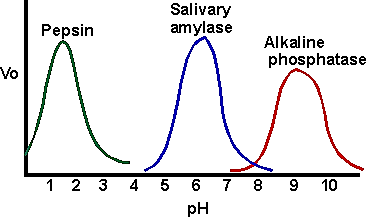 Salivary
amylase
Pepsin
Alkaline
phosphatase
Vo
1 2 3 4 5 6 7 8 9 10
pH